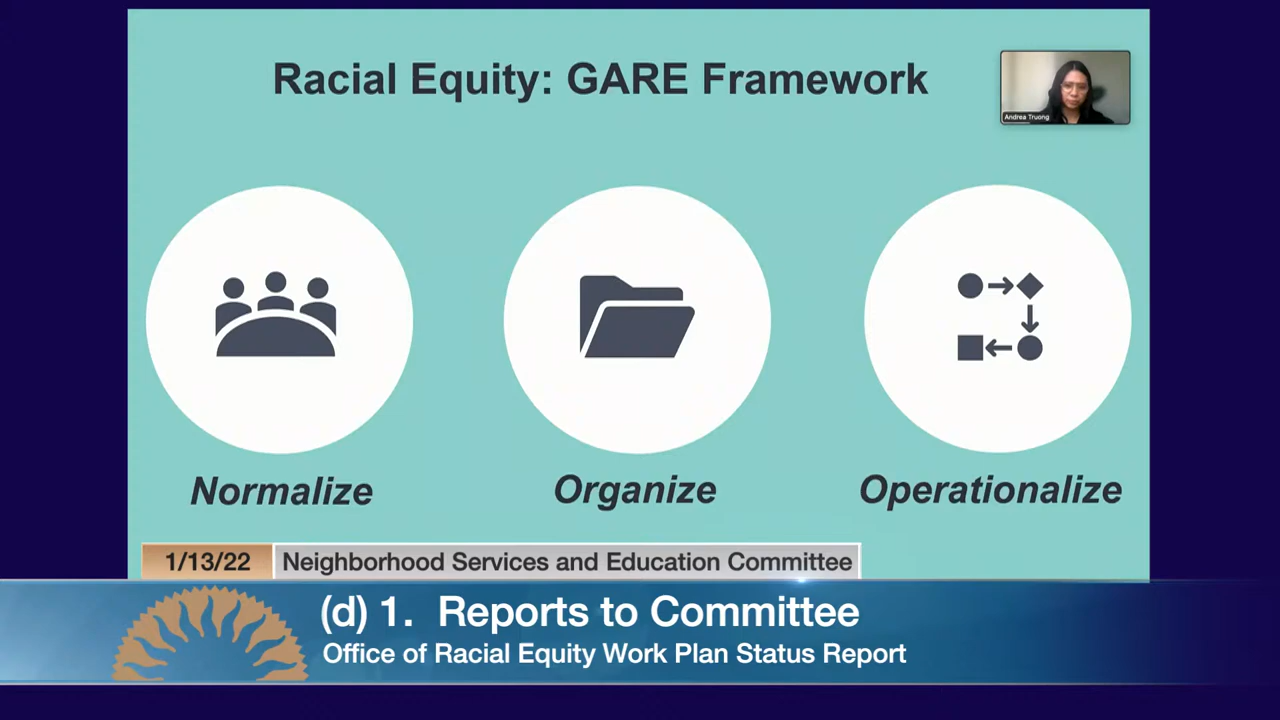 Racial Equity: GARE Framework
Andrea Truong
Normalize
Organize
Operationalize
1/13/22
Neighborhood Services and Education Committee
(d) 1. Reports to Committee
Office of Racial Equity Work Plan Status Report